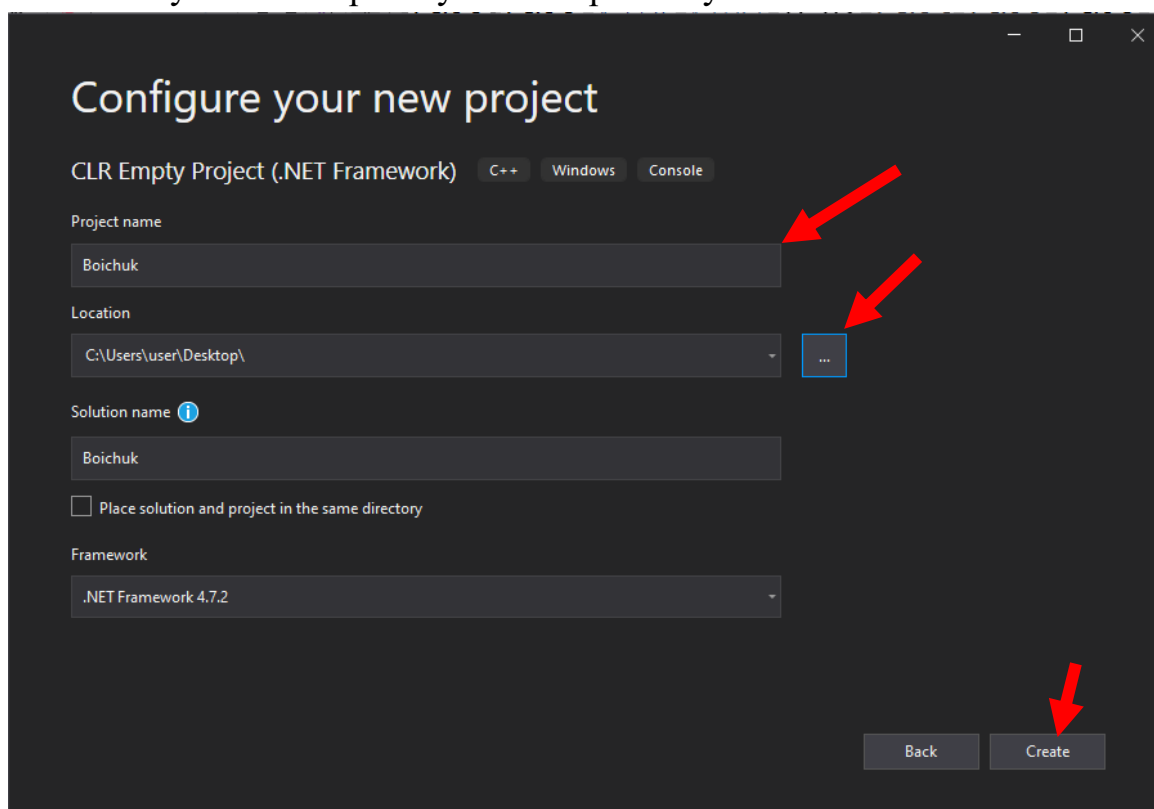 Configure your new project
CLR Empty Project (.NET Framework) C++ Windows Console
Project name
Boichuk
Location
C:\Users\user\Desktop\
...
Solution name
Boichuk
Place solution and project in the same directory
Framework
.NET Framework 4.7.2
Back Create